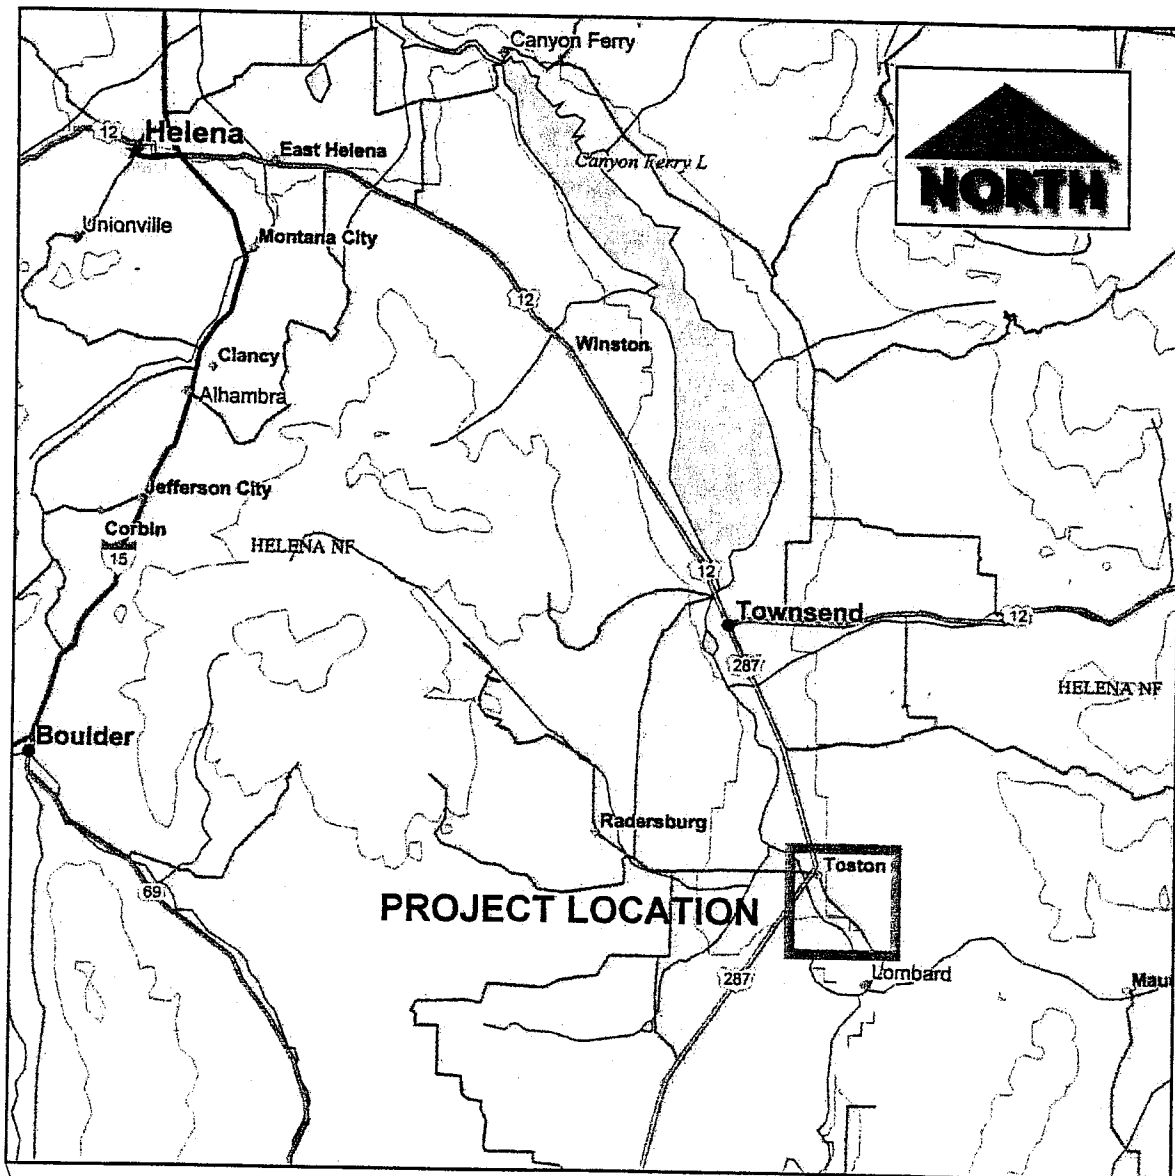 Canyon Ferry
NORTH
12
Helena
East Helena
Canyon Ferry L
Unionville
Montana City
12
Winston
Clancy
Alhambra
Jefferson City
Corbin
15
HELENA NF
12
Townsend
12
287
HELENA NF
Boulder
Radersburg
Toston
69
PROJECT LOCATION
287
Lombard
Mau